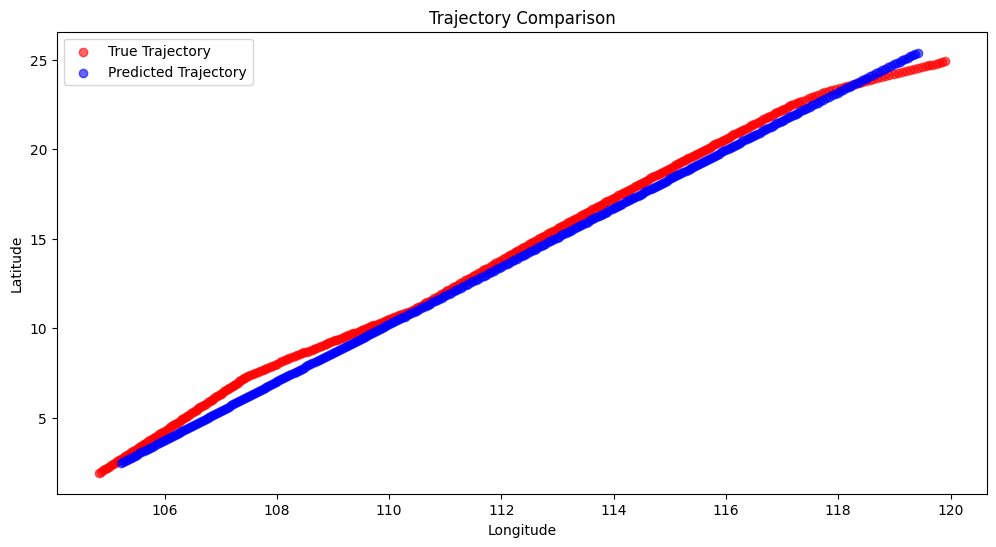 Trajectory Comparison
True Trajectory
Predicted Trajectory
25
20
15
10
5
Latitude
106 108 110 112 114 116 118 120
Longitude